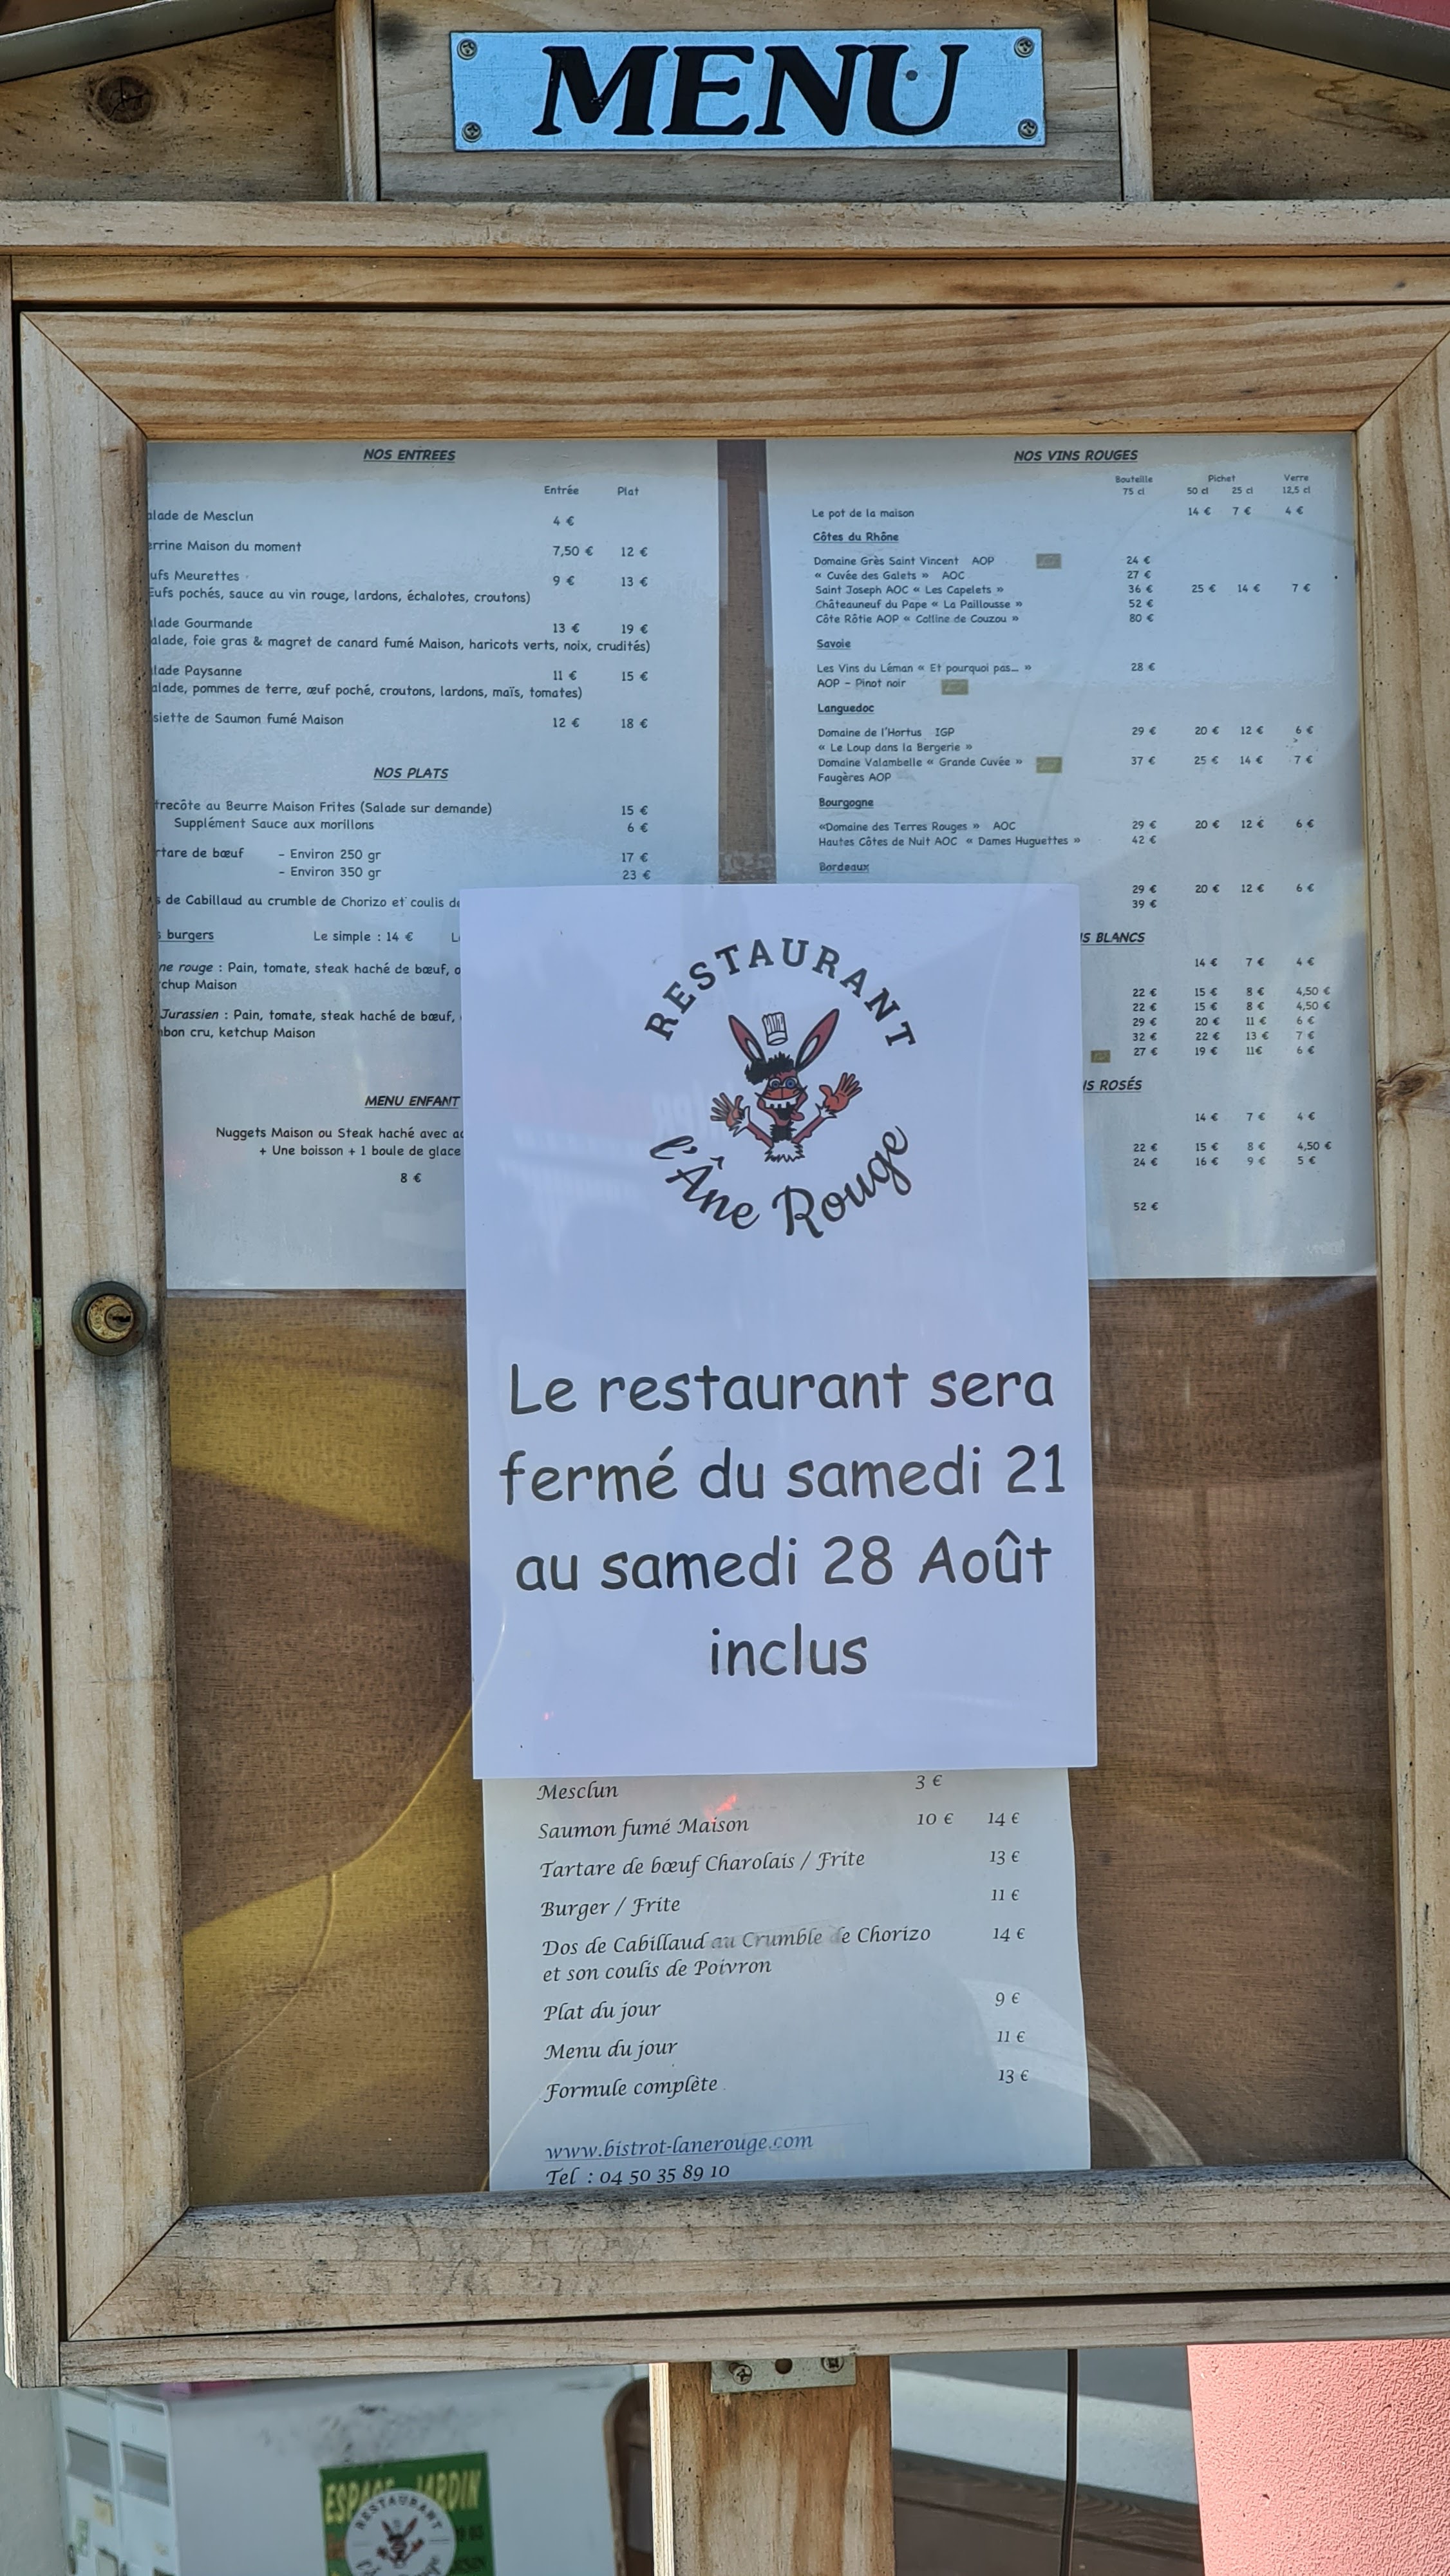 MENU
NOS ENTREES
Entrée Plat
alade de Mesclun 4 €
errine Maison du moment 7,50 € 12 €
ufs Meurettes 9 € 13 €
Eufs pochés, sauce au vin rouge, lardons, échalotes, croutons)
lade Gourmande 13 € 19 €
alade, foie gras & magret de canard fumé Maison, haricots verts, noix, crudités)
lade Paysanne 11 € 15 €
alade, pommes de terre, œuf poché, croutons, lardons, maïs, tomates)
siette de Saumon fumé Maison 12 € 18 €
NOS PLATS
trecôte au Beurre Maison Frites (Salade sur demande) 15 €
Supplément Sauce aux morillons 6 €
rtare de bœuf - Environ 250 gr 17 €
- Environ 350 gr 23 €
s de Cabillaud au crumble de Chorizo et coulis de
s burgers Le simple : 14 € L
ne rouge : Pain, tomate, steak haché de bœuf, o
chup Maison
Jurassien : Pain, tomate, steak haché de bœuf,
nbon cru, ketchup Maison
MENU ENFANT
Nuggets Maison ou Steak haché avec ac
+ Une boisson + 1 boule de glace
8 €
NOS VINS ROUGES
Bouteille Pichet Verre
75 cl 50 cl 25 cl 12,5 cl
Le pot de la maison 14 € 7 € 4 €
Côtes du Rhône
Domaine Grès Saint Vincent AOP 24 €
« Cuvée des Galets » AOC 27 €
Saint Joseph AOC « Les Capelets » 36 € 25 € 14 € 7 €
Châteauneuf du Pape « La Paillousse » 52 €
Côte Rôtie AOP « Colline de Couzou » 80 €
Savoie
Les Vins du Léman « Et pourquoi pas... » 28 €
AOP - Pinot noir
Languedoc
Domaine de l'Hortus IGP 29 € 20 € 12 € 6 €
« Le Loup dans la Bergerie »
Domaine Valambelle « Grande Cuvée » 37 € 25 € 14 € 7 €
Faugères AOP
Bourgogne
«Domaine des Terres Rouges » AOC 29 € 20 € 12 € 6 €
Hautes Côtes de Nuit AOC « Dames Huguettes » 42 €
Bordeaux
29 € 20 € 12 € 6 €
39 €
IS BLANCS
14 € 7 € 4 €
22 € 15 € 8 € 4,50 €
22 € 15 € 8 € 4,50 €
29 € 20 € 11 € 6 €
32 € 22 € 13 € 7 €
27 € 19 € 11€ 6 €
IS ROSÉS
14 € 7 € 4 €
22 € 15 € 8 € 4,50 €
24 € 16 € 9 € 5 €
52 €
RESTAURANT
l'Âne Rouge
Le restaurant sera
fermé du samedi 21
au samedi 28 Août
inclus
Mesclun 3 €
Saumon fumé Maison 10 € 14 €
Tartare de bœuf Charolais / Frite 13 €
Burger / Frite 11 €
Dos de Cabillaud au Crumble de Chorizo 14 €
et son coulis de Poivron
Plat du jour 9 €
Menu du jour 11 €
Formule complète 13 €
www.bistrot-lanerouge.com
Tel : 04 50 35 89 10
ESPACE JARDIN
RESTAURANT